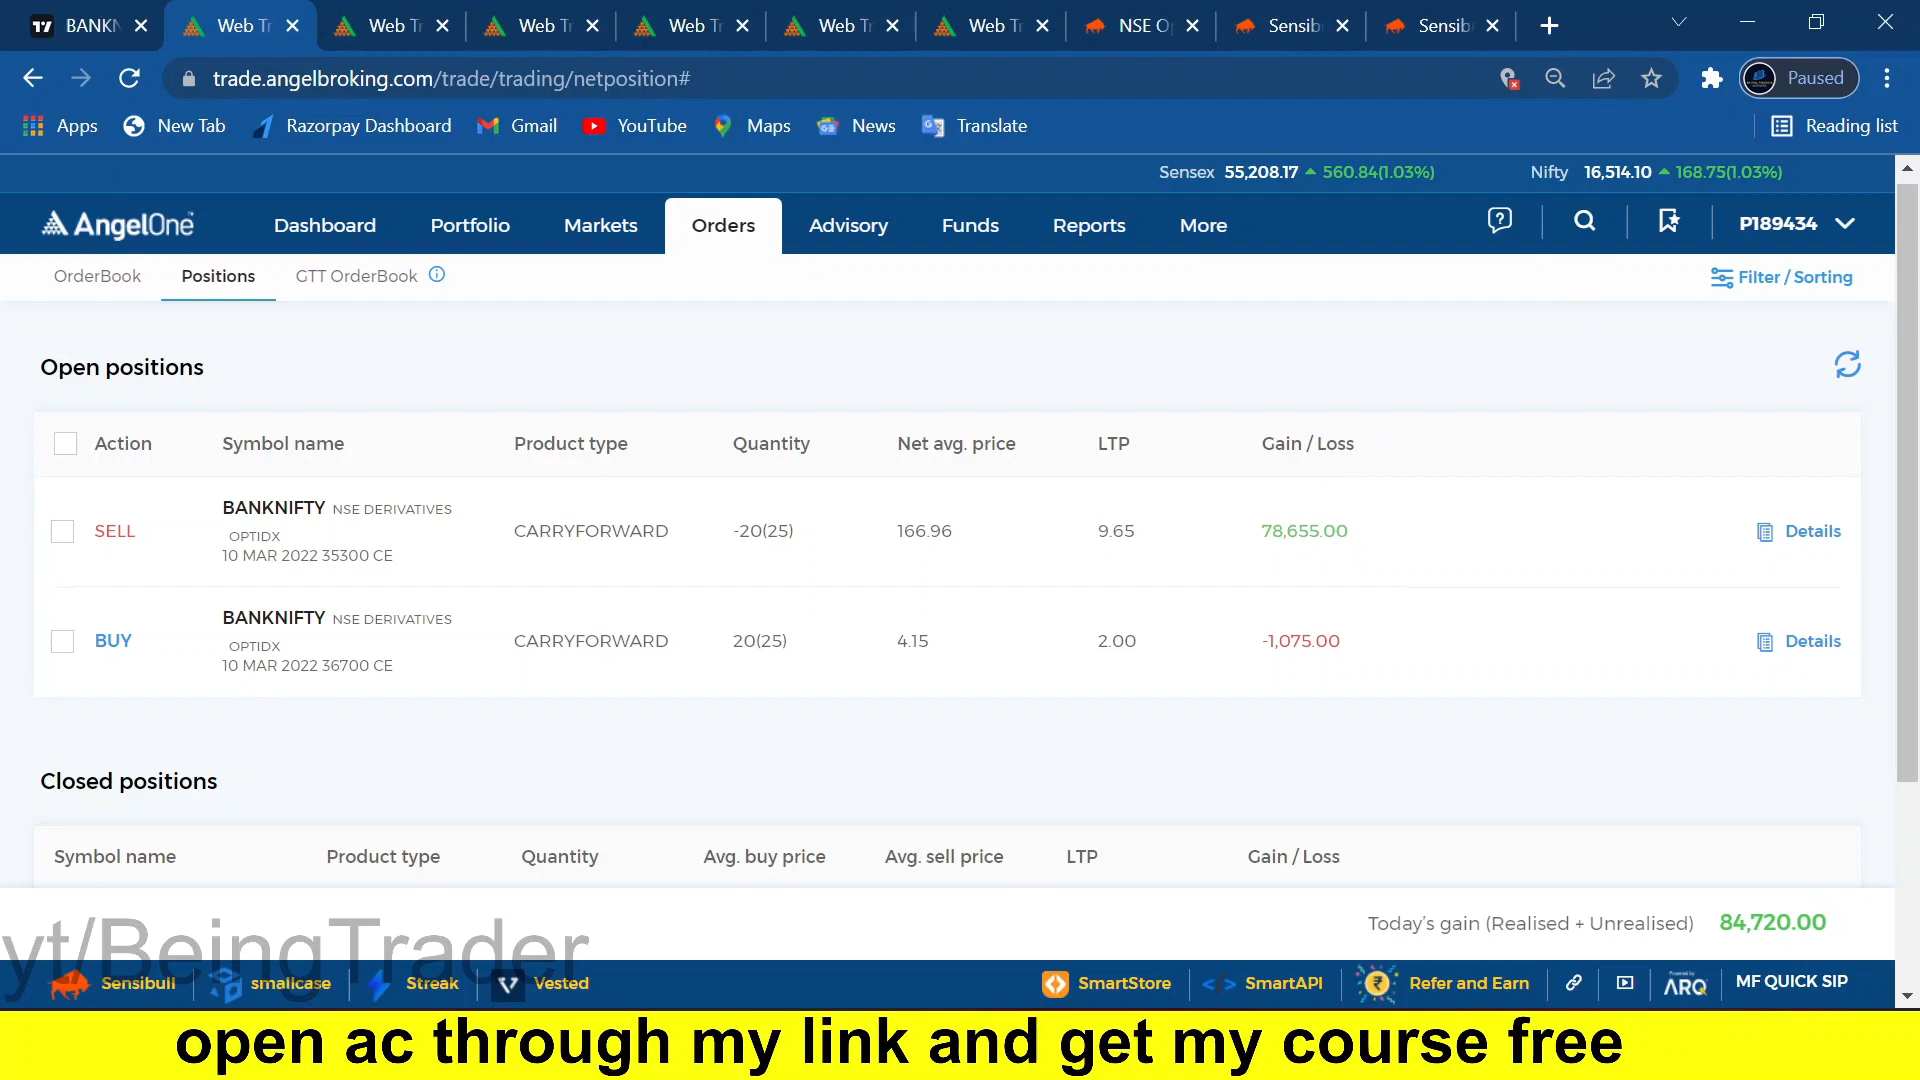 BANKN Web Tr Web Tr Web Tr Web Tr Web Tr Web Tr NSE O Sensib Sensib
trade.angelbroking.com/trade/trading/netposition# Paused
Apps New Tab Razorpay Dashboard Gmail YouTube Maps News Translate Reading list
Sensex 55,208.17 560.84(1.03%) Nifty 16,514.10 168.75(1.03%)
AngelOne Dashboard Portfolio Markets Orders Advisory Funds Reports More P189434
OrderBook Positions GTT OrderBook Filter / Sorting
Open positions
Action Symbol name Product type Quantity Net avg. price LTP Gain / Loss
BANKNIFTY NSE DERIVATIVES
SELL OPTIDX CARRYFORWARD -20(25) 166.96 9.65 78,655.00 Details
10 MAR 2022 35300 CE
BANKNIFTY NSE DERIVATIVES
BUY OPTIDX CARRYFORWARD 20(25) 4.15 2.00 -1,075.00 Details
10 MAR 2022 36700 CE
Closed positions
Symbol name Product type Quantity Avg. buy price Avg. sell price LTP Gain / Loss
Today's gain (Realised + Unrealised) 84,720.00
yt/BeingTrader
Sensibull smallcase Streak Vested SmartStore SmartAPI Refer and Earn Powered by ARQ MF QUICK SIP
open ac through my link and get my course free